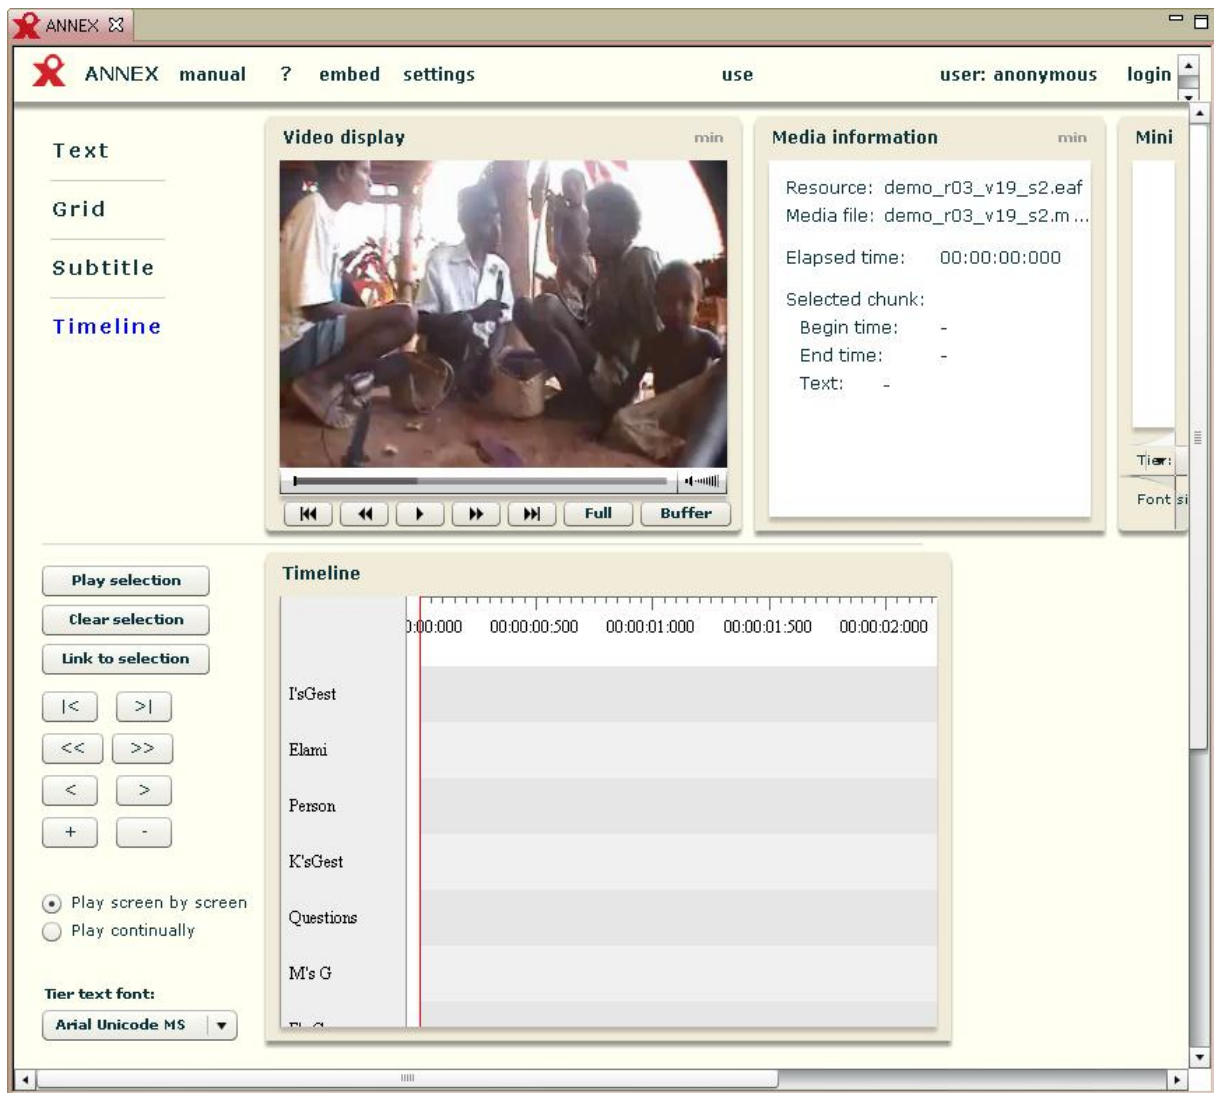 ANNEX
ANNEX manual ? embed settings use user: anonymous login
Text
Grid
Subtitle
Timeline
Video display min
Media information min
Resource: demo_r03_v19_s2.eaf
Media file: demo_r03_v19_s2.m ...
Elapsed time: 00:00:00:000
Selected chunk:
Begin time: -
End time: -
Text: -
Mini
Tier:
Font si
Full Buffer
Play selection
Clear selection
Link to selection
|< >|
<< >>
< >
+ -
Play screen by screen
Play continually
Tier text font:
Arial Unicode MS
Timeline
0:00:000 00:00:00:500 00:00:01:000 00:00:01:500 00:00:02:000
I'sGest
Elami
Person
K'sGest
Questions
M's G